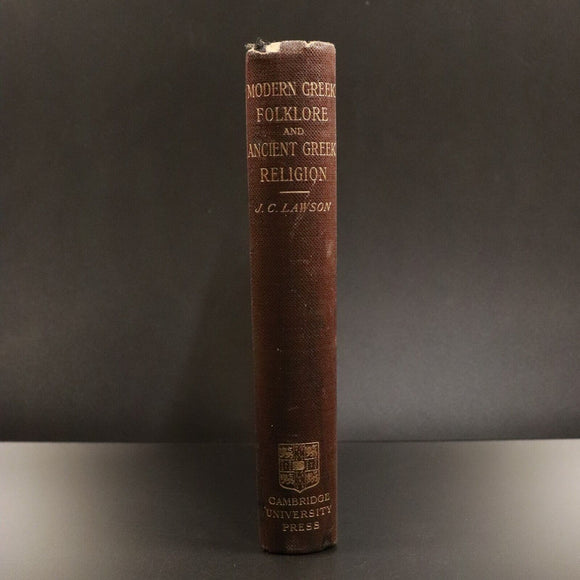 MODERN GREEK
FOLKLORE
AND
ANCIENT GREEK
RELIGION
J. C. LAWSON
CAMBRIDGE
UNIVERSITY
PRESS